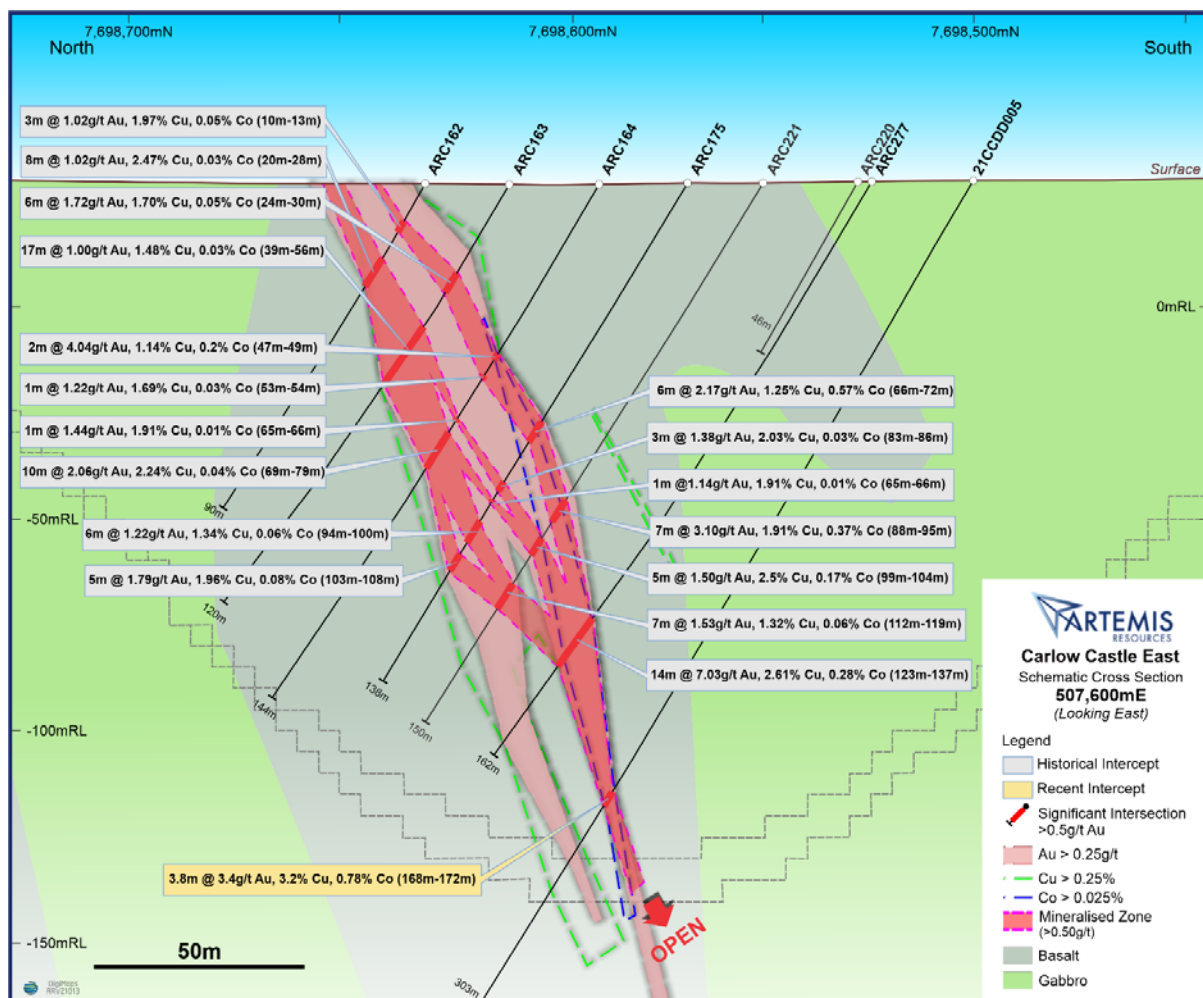 7,698,700mN
7,698,600mN
7,698,500mN
North
South
ARC162
ARC163
ARC164
ARC175
ARC221
ARC220
ARC277
21CCDD005
Surface
3m @ 1.02g/t Au, 1.97% Cu, 0.05% Co (10m-13m)
8m @ 1.02g/t Au, 2.47% Cu, 0.03% Co (20m-28m)
6m @ 1.72g/t Au, 1.70% Cu, 0.05% Co (24m-30m)
17m @ 1.00g/t Au, 1.48% Cu, 0.03% Co (39m-56m)
2m @ 4.04g/t Au, 1.14% Cu, 0.2% Co (47m-49m)
1m @ 1.22g/t Au, 1.69% Cu, 0.03% Co (53m-54m)
1m @ 1.44g/t Au, 1.91% Cu, 0.01% Co (65m-66m)
10m @ 2.06g/t Au, 2.24% Cu, 0.04% Co (69m-79m)
6m @ 1.22g/t Au, 1.34% Cu, 0.06% Co (94m-100m)
5m @ 1.79g/t Au, 1.96% Cu, 0.08% Co (103m-108m)
6m @ 2.17g/t Au, 1.25% Cu, 0.57% Co (66m-72m)
3m @ 1.38g/t Au, 2.03% Cu, 0.03% Co (83m-86m)
1m @1.14g/t Au, 1.91% Cu, 0.01% Co (65m-66m)
7m @ 3.10g/t Au, 1.91% Cu, 0.37% Co (88m-95m)
5m @ 1.50g/t Au, 2.5% Cu, 0.17% Co (99m-104m)
7m @ 1.53g/t Au, 1.32% Cu, 0.06% Co (112m-119m)
14m @ 7.03g/t Au, 2.61% Cu, 0.28% Co (123m-137m)
3.8m @ 3.4g/t Au, 3.2% Cu, 0.78% Co (168m-172m)
0mRL
-50mRL
-100mRL
-150mRL
46m
90m
120m
144m
138m
150m
162m
303m
OPEN
50m
ARTEMIS
RESOURCES
Carlow Castle East
Schematic Cross Section
507,600mE
(Looking East)
Legend
Historical Intercept
Recent Intercept
Significant Intersection
>0.5g/t Au
Au > 0.25g/t
Cu > 0.25%
Co > 0.025%
Mineralised Zone
(>0.50g/t)
Basalt
Gabbro
DigiMaps
ARV21013